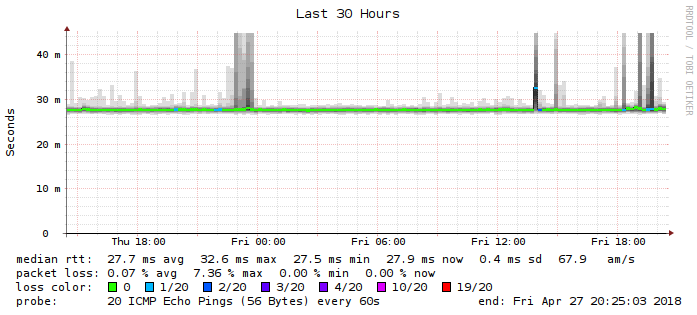 Last 30 Hours
RRDTOOL / TOBI OETIKER
Seconds
40 m
30 m
20 m
10 m
0
Thu 18:00 Fri 00:00 Fri 06:00 Fri 12:00 Fri 18:00
median rtt: 27.7 ms avg 32.6 ms max 27.5 ms min 27.9 ms now 0.4 ms sd 67.9 am/s
packet loss: 0.07 % avg 7.36 % max 0.00 % min 0.00 % now
loss color: 0 1/20 2/20 3/20 4/20 10/20 19/20
probe: 20 ICMP Echo Pings (56 Bytes) every 60s end: Fri Apr 27 20:25:03 2018